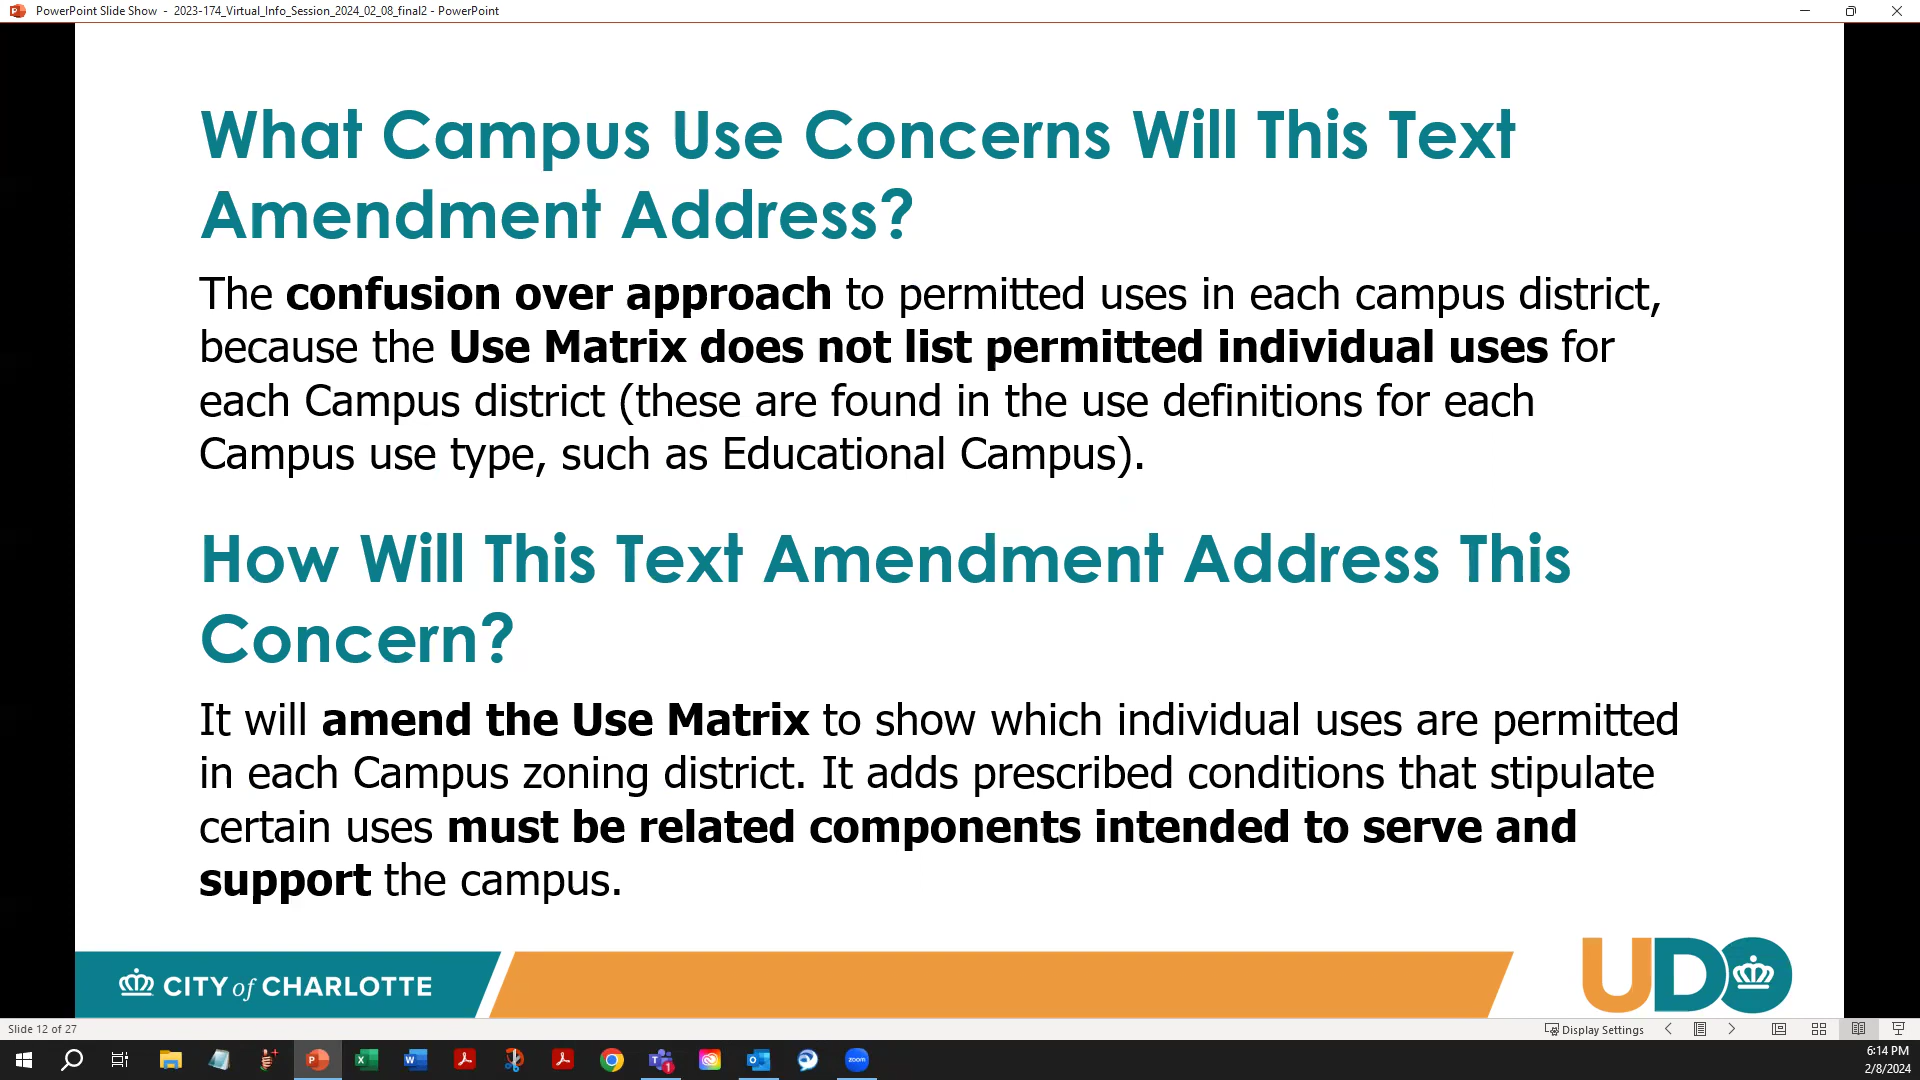 PowerPoint Slide Show - 2023-174_Virtual_Info_Session_2024_02_08_final2 - PowerPoint
What Campus Use Concerns Will This Text
Amendment Address?
The confusion over approach to permitted uses in each campus district,
because the Use Matrix does not list permitted individual uses for
each Campus district (these are found in the use definitions for each
Campus use type, such as Educational Campus).
How Will This Text Amendment Address This
Concern?
It will amend the Use Matrix to show which individual uses are permitted
in each Campus zoning district. It adds prescribed conditions that stipulate
certain uses must be related components intended to serve and
support the campus.
CITY of CHARLOTTE
UDO
Slide 12 of 27
Display Settings
zoom
1
6:14 PM
2/8/2024